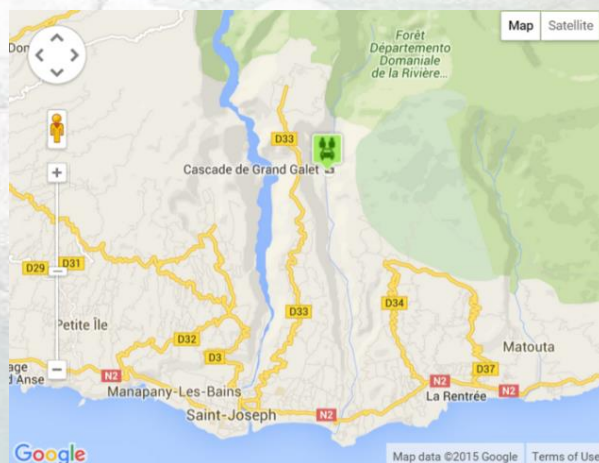 Map
Satellite
Forêt
Départemento
Domaniale
de la Rivière...
D33
Cascade de Grand Galet
D29
D31
D33
D34
Petite Île
D32
D3
Matouta
D37
N2
N2
N2
Manapany-Les-Bains
La Rentrée
Saint-Joseph
N2
Google
Map data ©2015 Google
Terms of Use